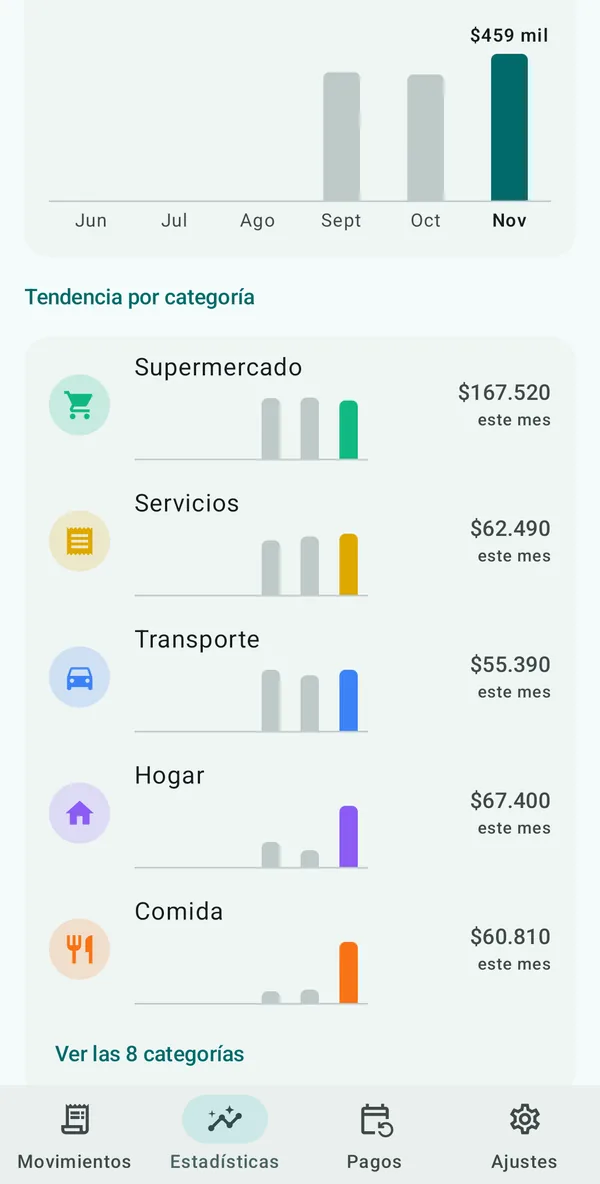 $459 mil
Jun Jul Ago Sept Oct Nov
Tendencia por categoría
Supermercado
$167.520
este mes
Servicios
$62.490
este mes
Transporte
$55.390
este mes
Hogar
$67.400
este mes
Comida
$60.810
este mes
Ver las 8 categorías
Movimientos Estadísticas Pagos Ajustes